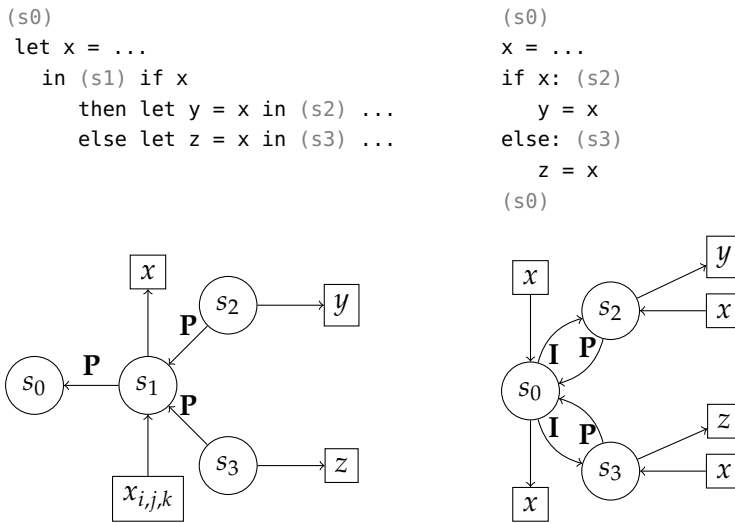 (s0)
let x = ...
in (s1) if x
then let y = x in (s2) ...
else let z = x in (s3) ...
(s0)
x = ...
if x: (s2)
y = x
else: (s3)
z = x
(s0)
x
s2
y
P
s0
P
s1
P
s3
z
xi,j,k
x
y
s2
x
I
P
s0
I
P
z
s3
x
x